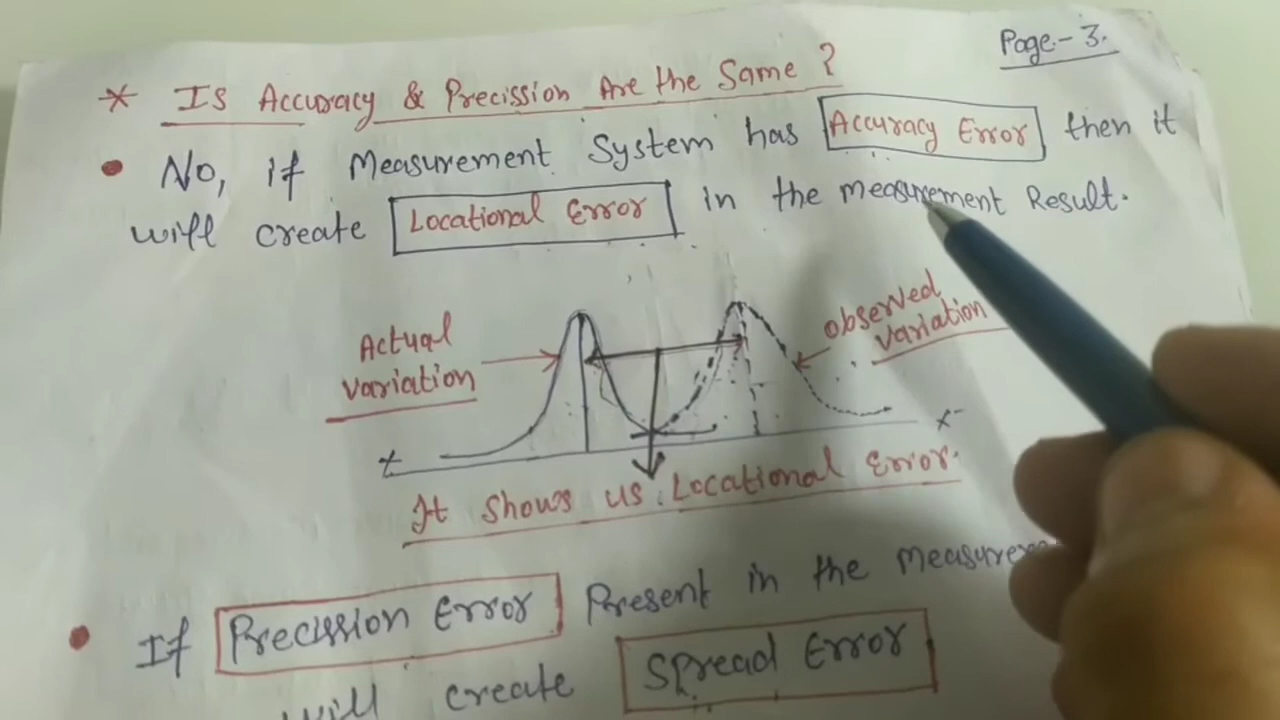 Page - 3.
* Is Accuracy & Precission Are the Same ?
• No, if Measurement System has Accuracy Error then it
will create Locational Error in the measurement Result.
Actual
variation
observed
variation
It shows us Locational Error.
• If Precission Error Present in the
will create Spread Error